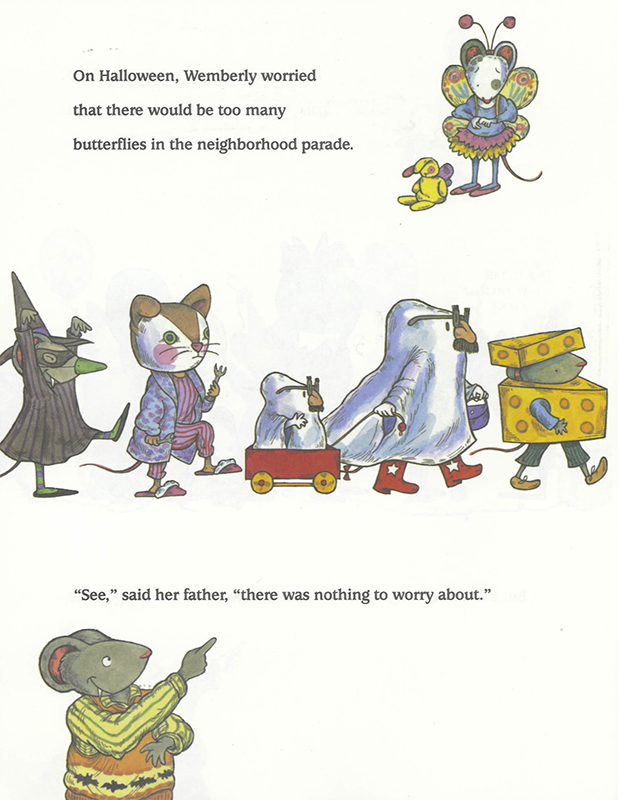 On Halloween, Wemberly worried
that there would be too many
butterflies in the neighborhood parade.
“See,” said her father, “there was nothing to worry about.”